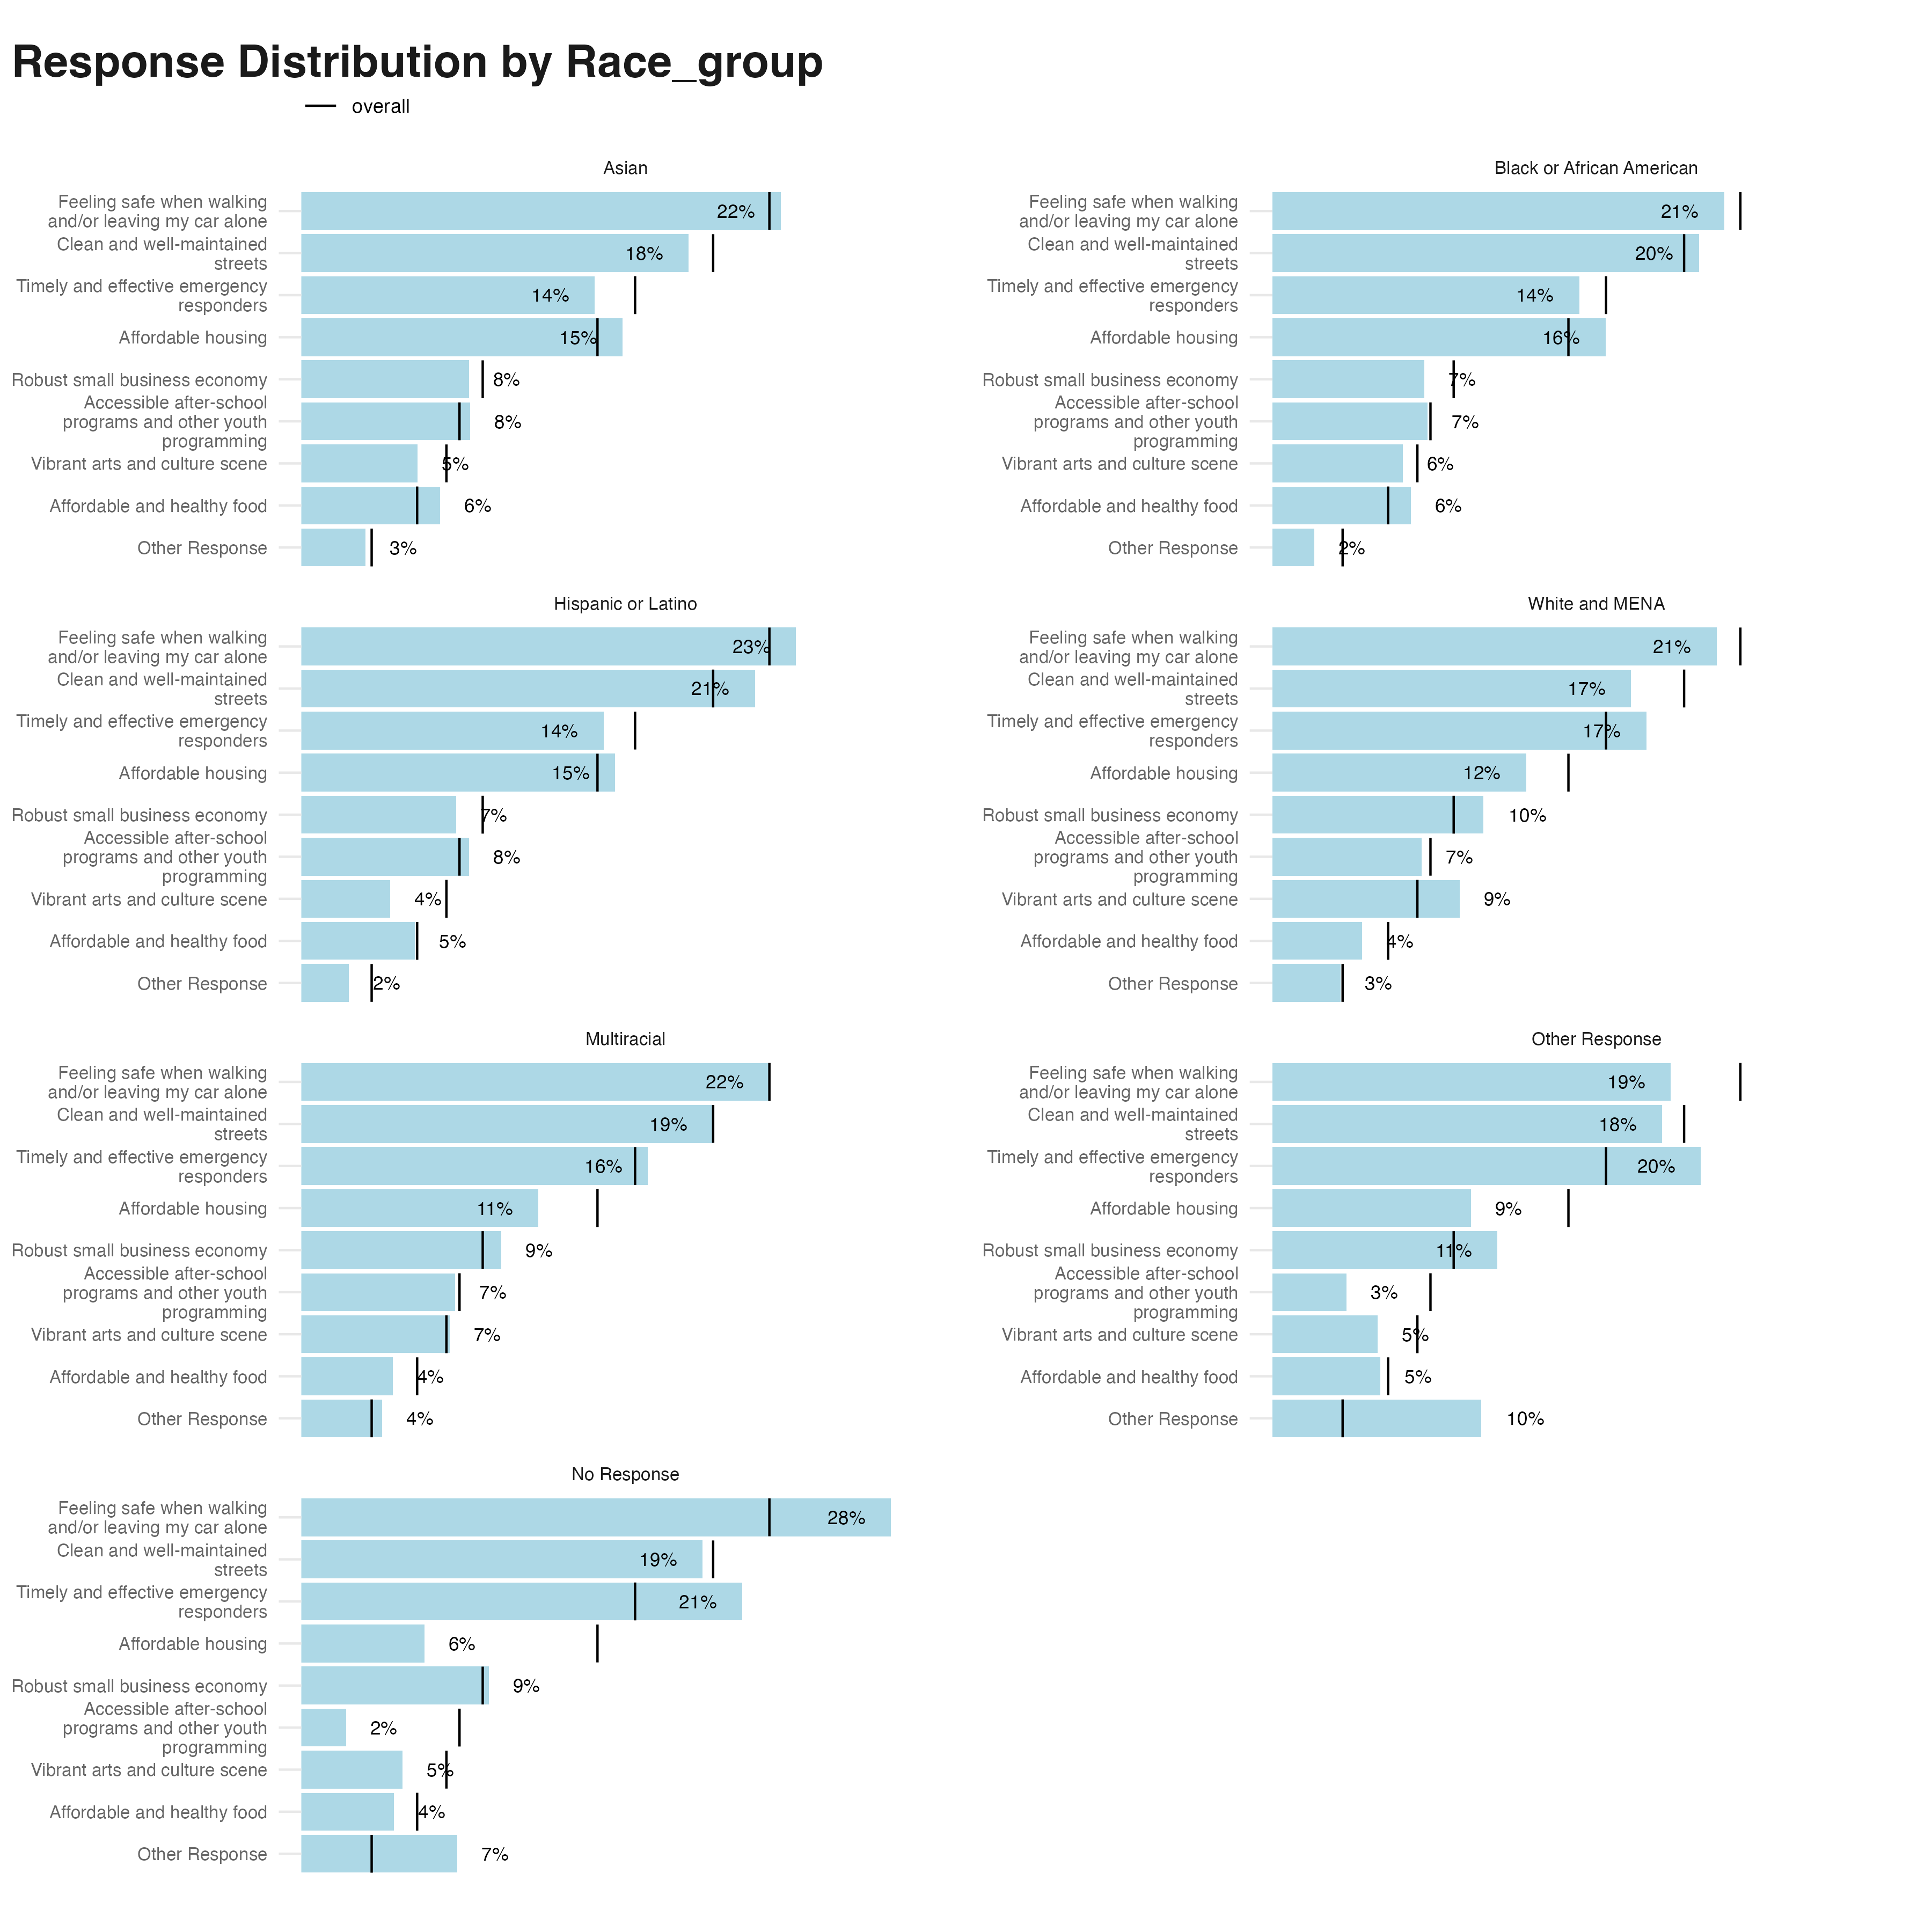 Response Distribution by Race_group
overall
Asian
Feeling safe when walking
and/or leaving my car alone
22%
Clean and well-maintained
streets
18%
Timely and effective emergency
responders
14%
Affordable housing
15%
Robust small business economy
8%
Accessible after-school
programs and other youth
programming
8%
Vibrant arts and culture scene
5%
Affordable and healthy food
6%
Other Response
3%
Black or African American
Feeling safe when walking
and/or leaving my car alone
21%
Clean and well-maintained
streets
20%
Timely and effective emergency
responders
14%
Affordable housing
16%
Robust small business economy
7%
Accessible after-school
programs and other youth
programming
7%
Vibrant arts and culture scene
6%
Affordable and healthy food
6%
Other Response
2%
Hispanic or Latino
Feeling safe when walking
and/or leaving my car alone
23%
Clean and well-maintained
streets
21%
Timely and effective emergency
responders
14%
Affordable housing
15%
Robust small business economy
7%
Accessible after-school
programs and other youth
programming
8%
Vibrant arts and culture scene
4%
Affordable and healthy food
5%
Other Response
2%
White and MENA
Feeling safe when walking
and/or leaving my car alone
21%
Clean and well-maintained
streets
17%
Timely and effective emergency
responders
17%
Affordable housing
12%
Robust small business economy
10%
Accessible after-school
programs and other youth
programming
7%
Vibrant arts and culture scene
9%
Affordable and healthy food
4%
Other Response
3%
Multiracial
Feeling safe when walking
and/or leaving my car alone
22%
Clean and well-maintained
streets
19%
Timely and effective emergency
responders
16%
Affordable housing
11%
Robust small business economy
9%
Accessible after-school
programs and other youth
programming
7%
Vibrant arts and culture scene
7%
Affordable and healthy food
4%
Other Response
4%
Other Response
Feeling safe when walking
and/or leaving my car alone
19%
Clean and well-maintained
streets
18%
Timely and effective emergency
responders
20%
Affordable housing
9%
Robust small business economy
11%
Accessible after-school
programs and other youth
programming
3%
Vibrant arts and culture scene
5%
Affordable and healthy food
5%
Other Response
10%
No Response
Feeling safe when walking
and/or leaving my car alone
28%
Clean and well-maintained
streets
19%
Timely and effective emergency
responders
21%
Affordable housing
6%
Robust small business economy
9%
Accessible after-school
programs and other youth
programming
2%
Vibrant arts and culture scene
5%
Affordable and healthy food
4%
Other Response
7%